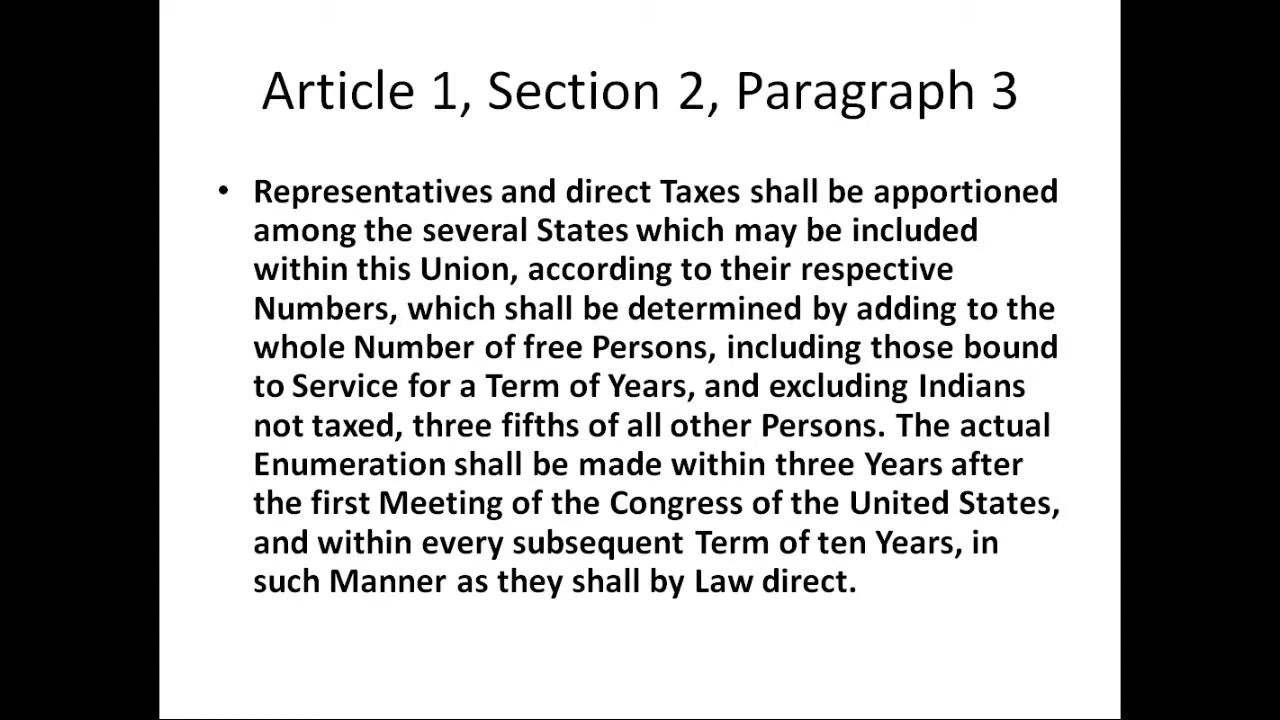 Article 1, Section 2, Paragraph 3
• Representatives and direct Taxes shall be apportioned
among the several States which may be included
within this Union, according to their respective
Numbers, which shall be determined by adding to the
whole Number of free Persons, including those bound
to Service for a Term of Years, and excluding Indians
not taxed, three fifths of all other Persons. The actual
Enumeration shall be made within three Years after
the first Meeting of the Congress of the United States,
and within every subsequent Term of ten Years, in
such Manner as they shall by Law direct.